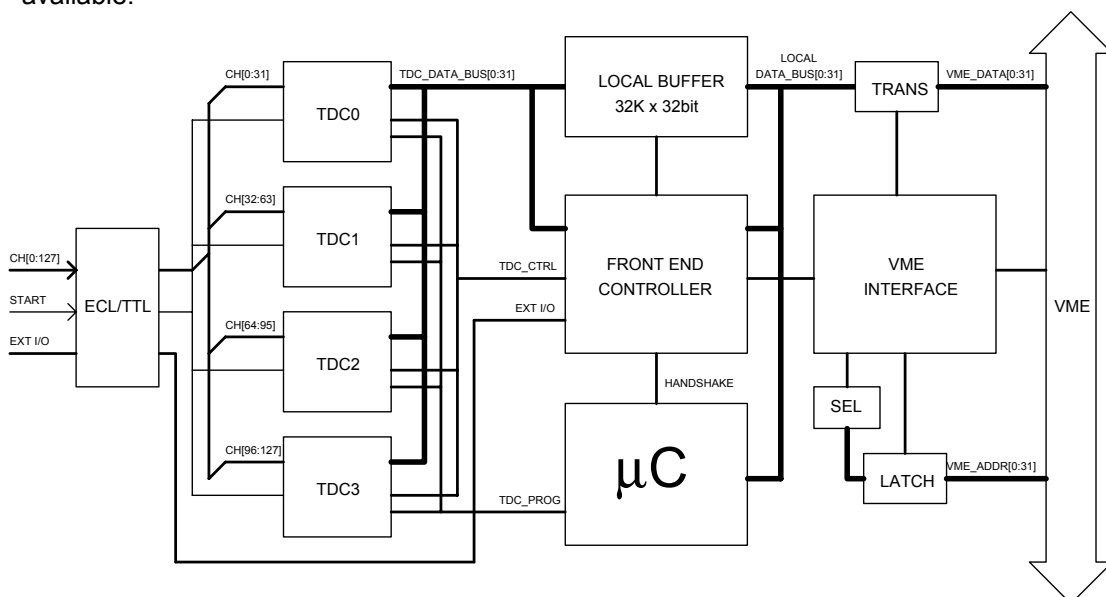 available.
CH[0:31]
TDC0
TDC_DATA_BUS[0:31]
LOCAL BUFFER
32K x 32bit
LOCAL
DATA_BUS[0:31]
TRANS
VME_DATA[0:31]
CH[32:63]
TDC1
CH[0:127]
START
EXT I/O
ECL/TTL
TDC_CTRL
EXT I/O
FRONT END
CONTROLLER
VME
INTERFACE
VME
CH[64:95]
TDC2
HANDSHAKE
SEL
CH[96:127]
TDC3
TDC_PROG
µC
LATCH
VME_ADDR[0:31]